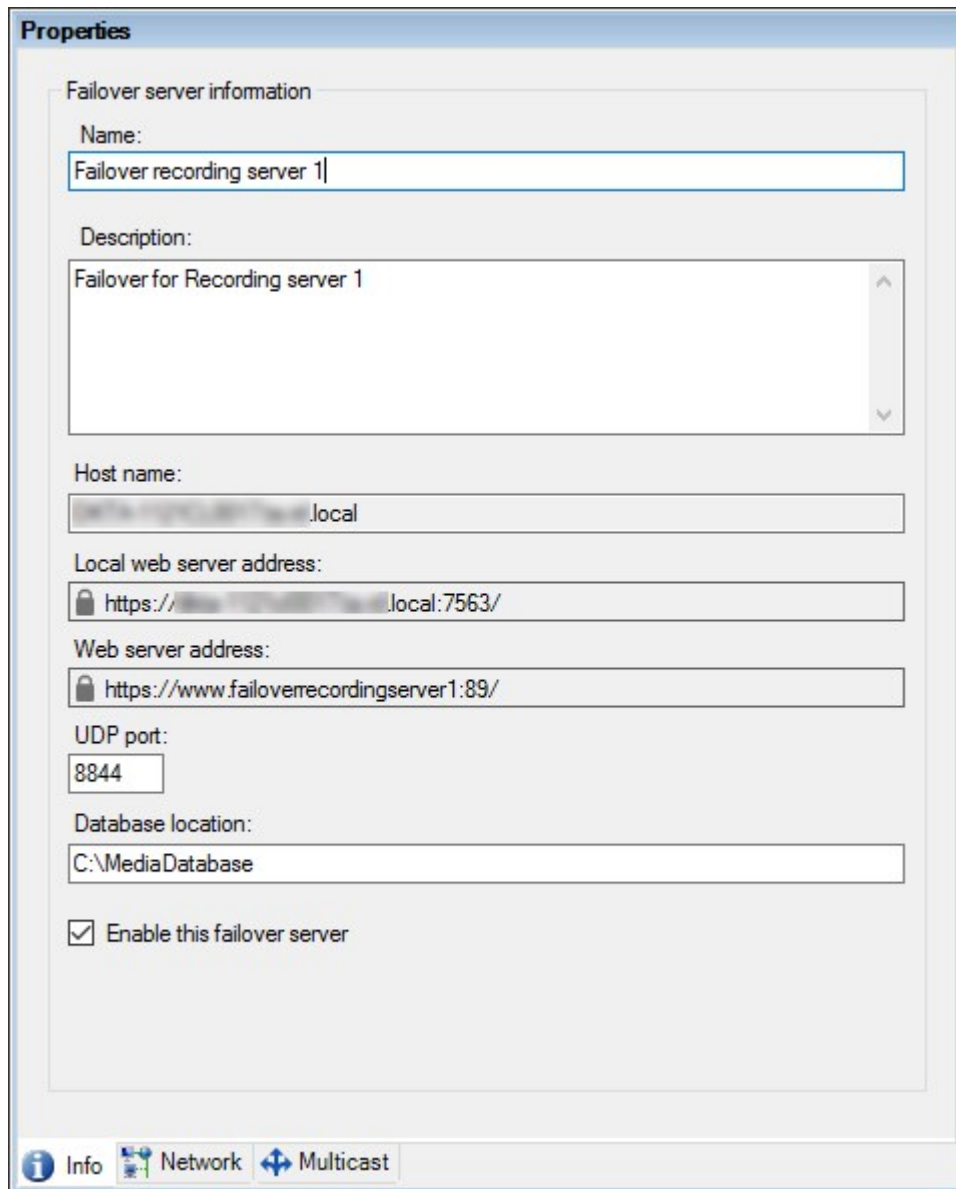 Properties
Failover server information
Name:
Failover recording server 1
Description:
Failover for Recording server 1
Host name:
.local
Local web server address:
https:// .local:7563/
Web server address:
https://www.failoverrecordingserver1:89/
UDP port:
8844
Database location:
C:\MediaDatabase
Enable this failover server
Info Network Multicast